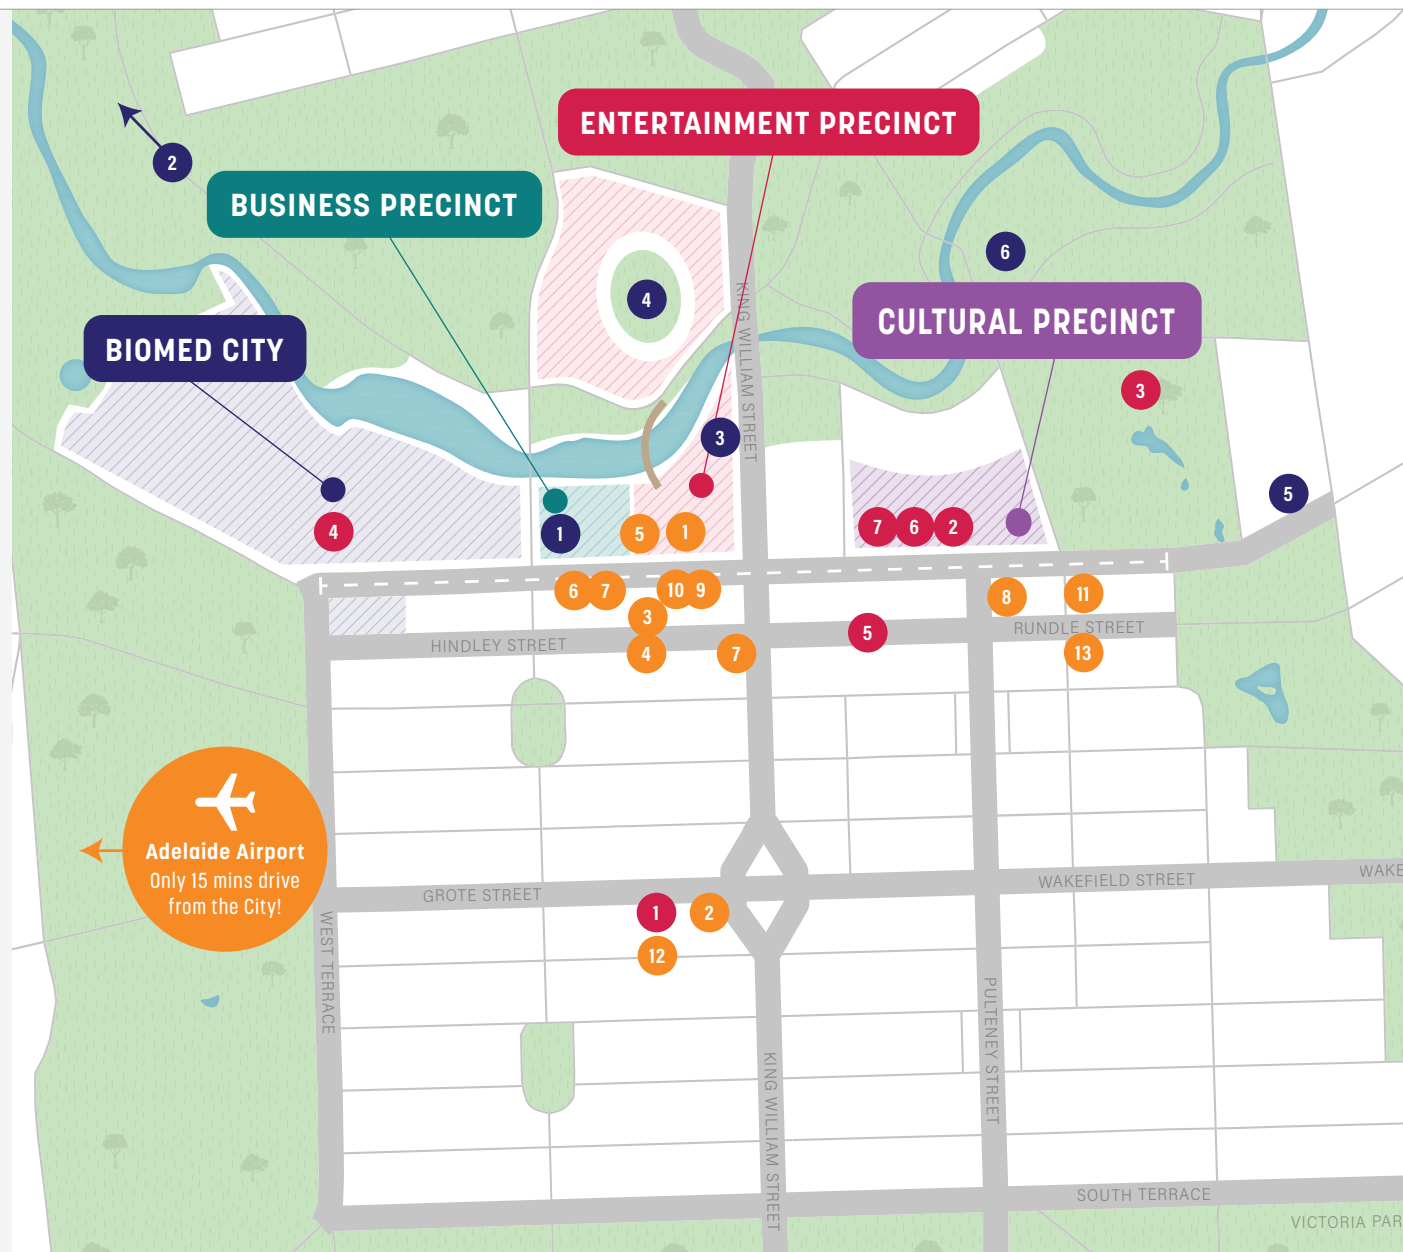 ENTERTAINMENT PRECINCT
2
BUSINESS PRECINCT
6
4
CULTURAL PRECINCT
BIOMED CITY
KING WILLIAM STREET
3
3
5
4
1
5
1
7
6
2
6
7
10
9
8
11
3
HINDLEY STREET
4
7
5
RUNDLE STREET
13
Adelaide Airport
Only 15 mins drive
from the City!
GROTE STREET
WAKEFIELD STREET
WAKE
1
2
12
WEST TERRACE
PULTENEY STREET
KING WILLIAM STREET
SOUTH TERRACE
VICTORIA PAR